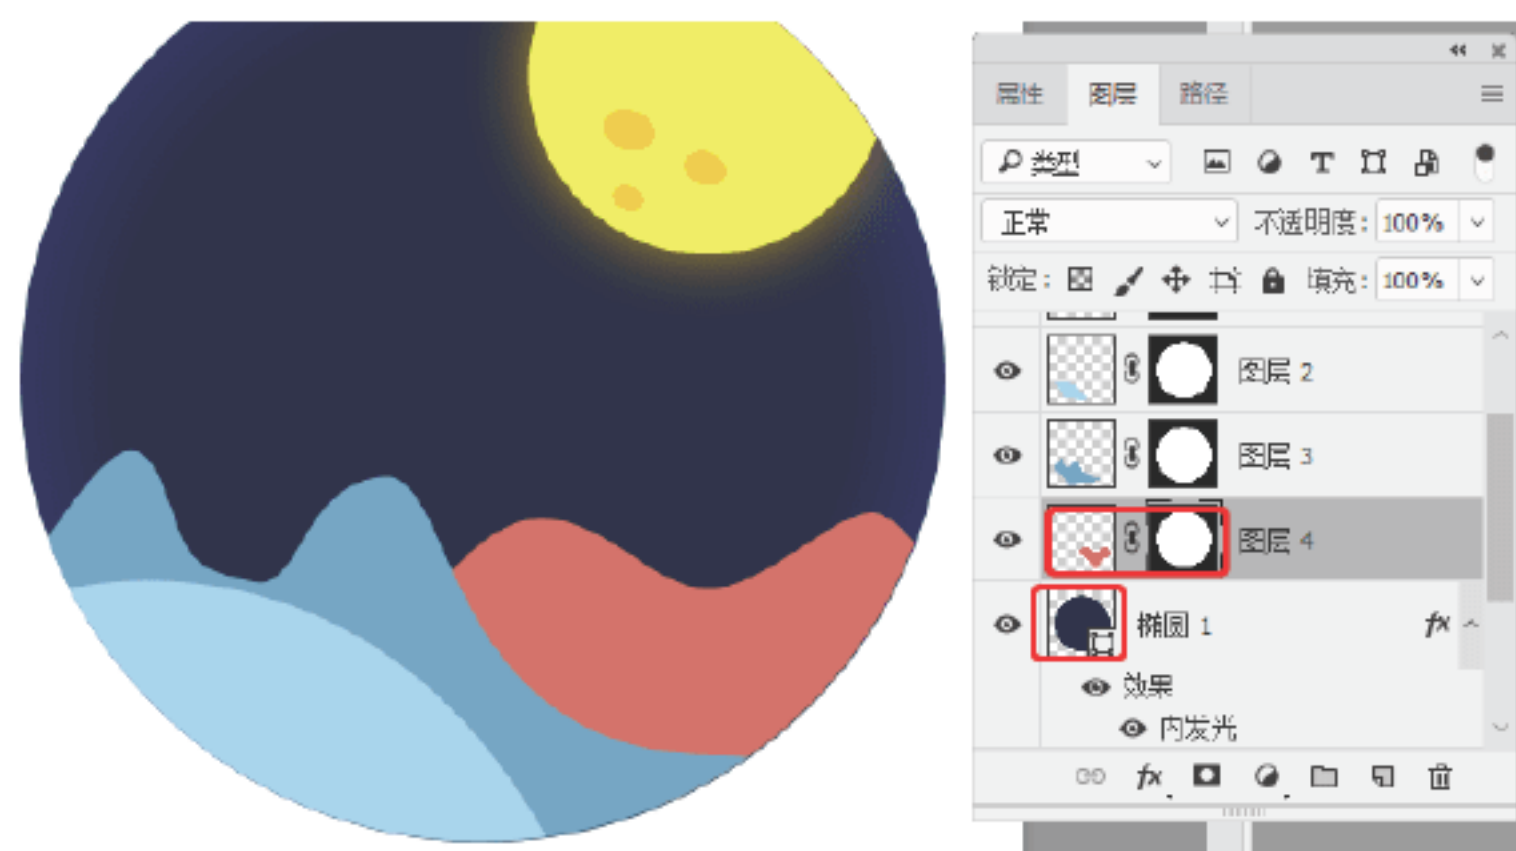 属性 图层 路径
类型
正常 不透明度: 100%
锁定: 填充: 100%
图层 2
图层 3
图层 4
椭圆 1 fx
效果
内发光
fx